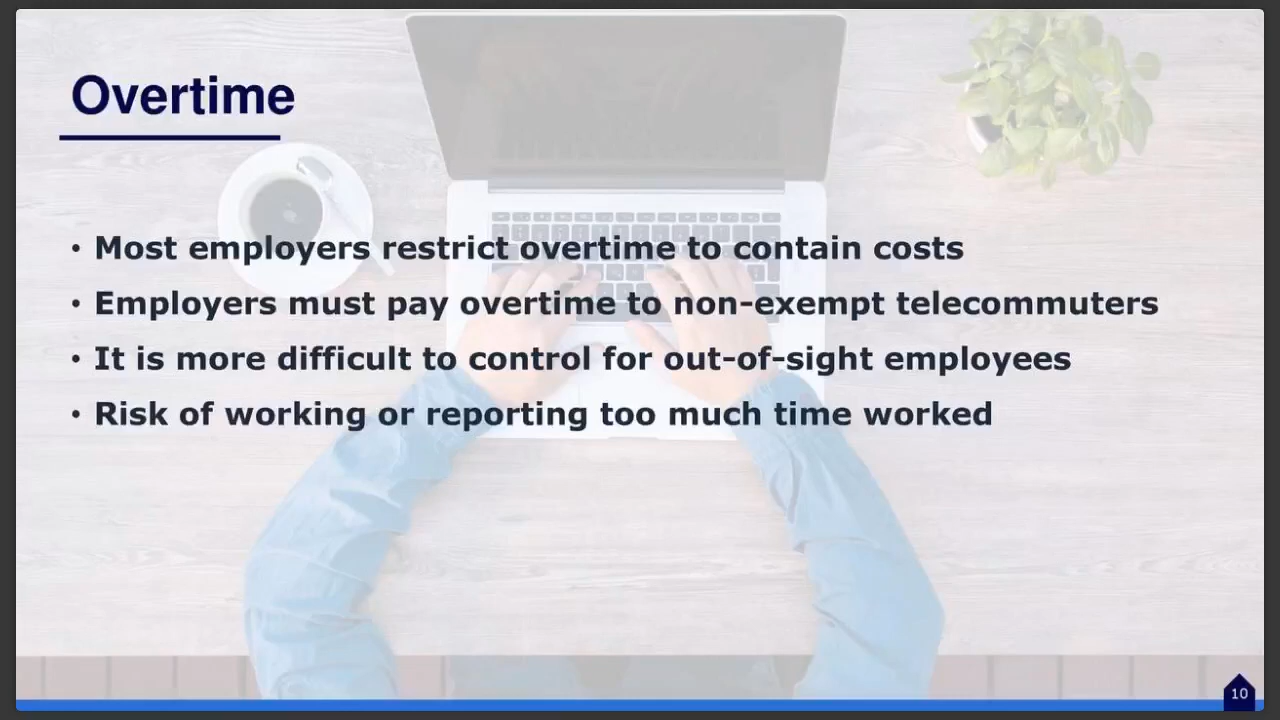 Overtime
• Most employers restrict overtime to contain costs
• Employers must pay overtime to non-exempt telecommuters
• It is more difficult to control for out-of-sight employees
• Risk of working or reporting too much time worked
10